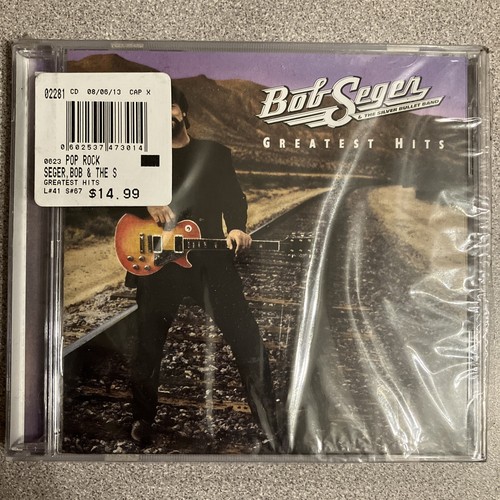 02281 CD 08/06/13 CAP X
0 602537 473014
0623 POP ROCK
SEGER,BOB & THE S
GREATEST HITS
L#41 S#67 $14.99
Bob Seger
& THE SILVER BULLET BAND
GREATEST HITS